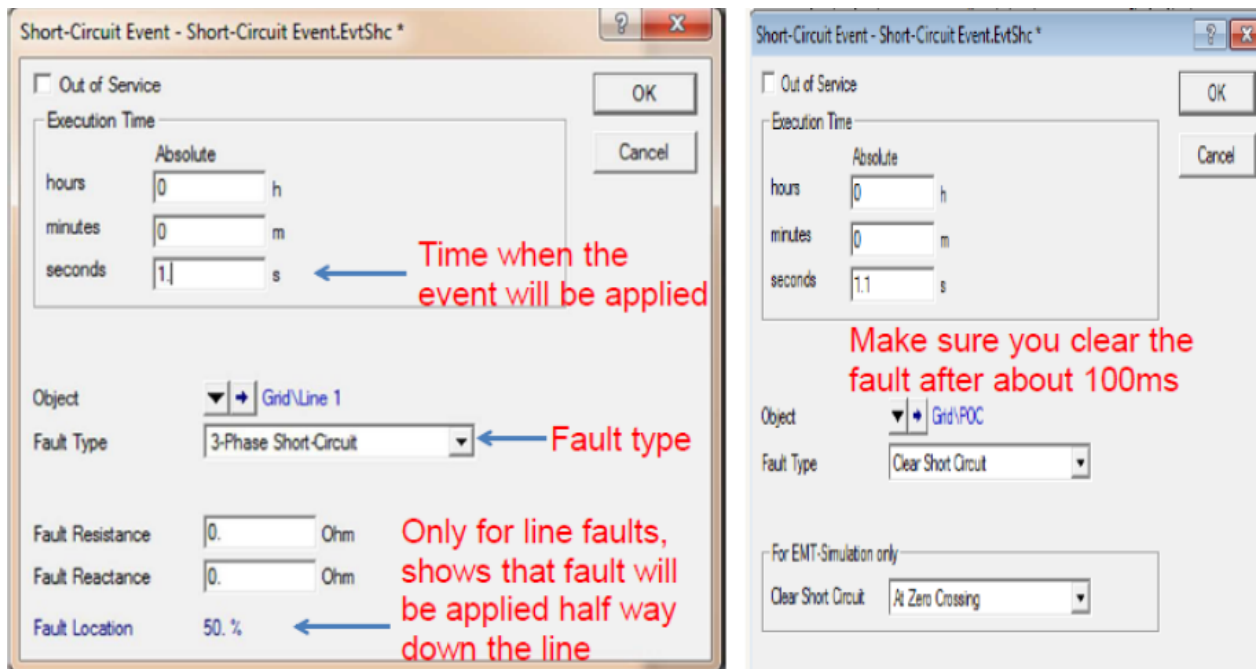 Short-Circuit Event - Short-Circuit Event.EvtShc *
Out of Service
OK
Execution Time
Cancel
Absolute
hours 0 h
minutes 0 m
seconds 1. s
Time when the
event will be applied
Object Grid\Line 1
Fault Type 3-Phase Short-Circuit
Fault type
Fault Resistance 0. Ohm
Fault Reactance 0. Ohm
Fault Location 50. %
Only for line faults,
shows that fault will
be applied half way
down the line
Short-Circuit Event - Short-Circuit Event.EvtShc *
Out of Service
OK
Execution Time
Cancel
Absolute
hours 0 h
minutes 0 m
seconds 1.1 s
Make sure you clear the
fault after about 100ms
Object Grid\POC
Fault Type Clear Short Circuit
For EMT-Simulation only
Clear Short Circuit At Zero Crossing